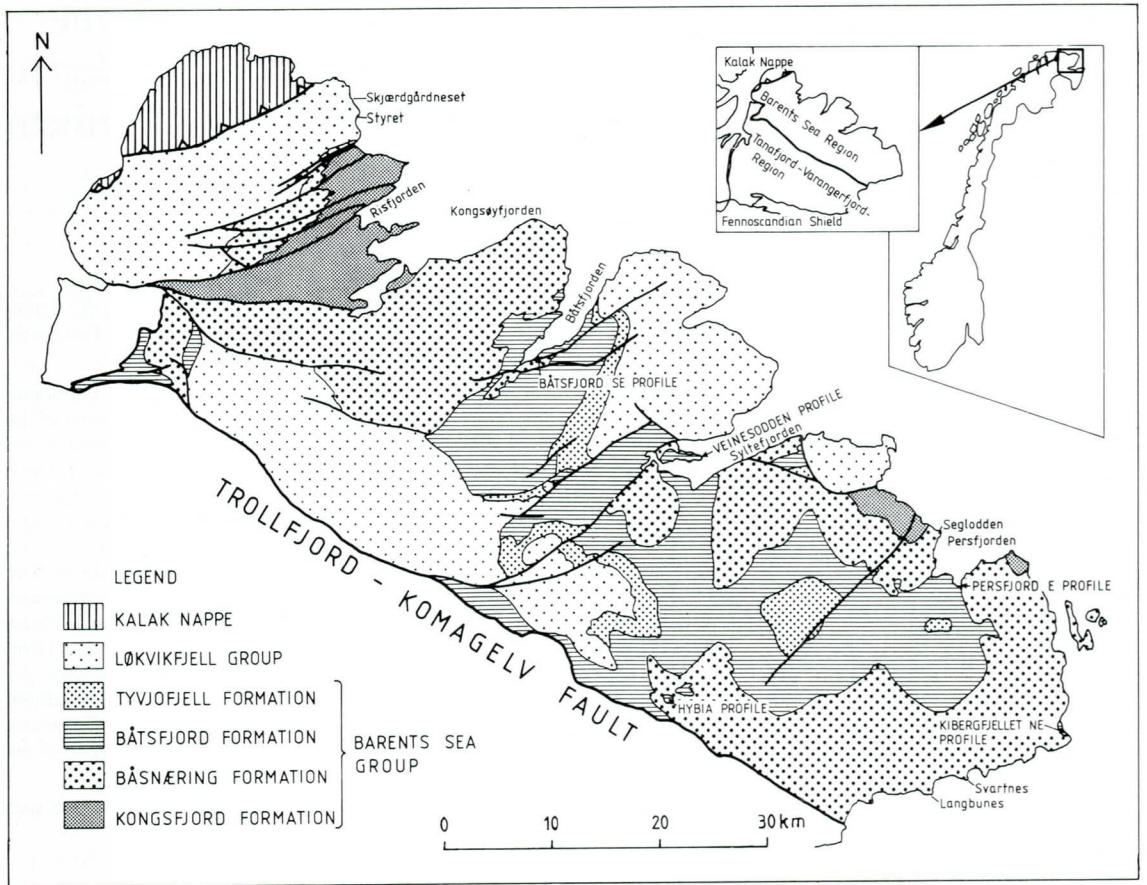 N
Skjærdgårdneset
Styret
Risfjorden
Kongsøyfjorden
Båtsfjorden
BÅTSFJORD SE PROFILE
VEINESODDEN PROFILE
Syltefjorden
Seglodden
Persfjorden
PERSFJORD E PROFILE
HYBIA PROFILE
KIBERGFJELLET NE
PROFILE
Svartnes
Langbunes
TROLLFJORD - KOMAGELV FAULT
Kalak Nappe
Barents Sea Region
Tanafjord-Varangerfjord-
Region
Fennoscandian Shield
LEGEND
KALAK NAPPE
LØKVIKFJELL GROUP
TYVJOFJELL FORMATION
BÅTSFJORD FORMATION
BÅSNÆRING FORMATION
KONGSFJORD FORMATION
BARENTS SEA
GROUP
0 10 20 30 km